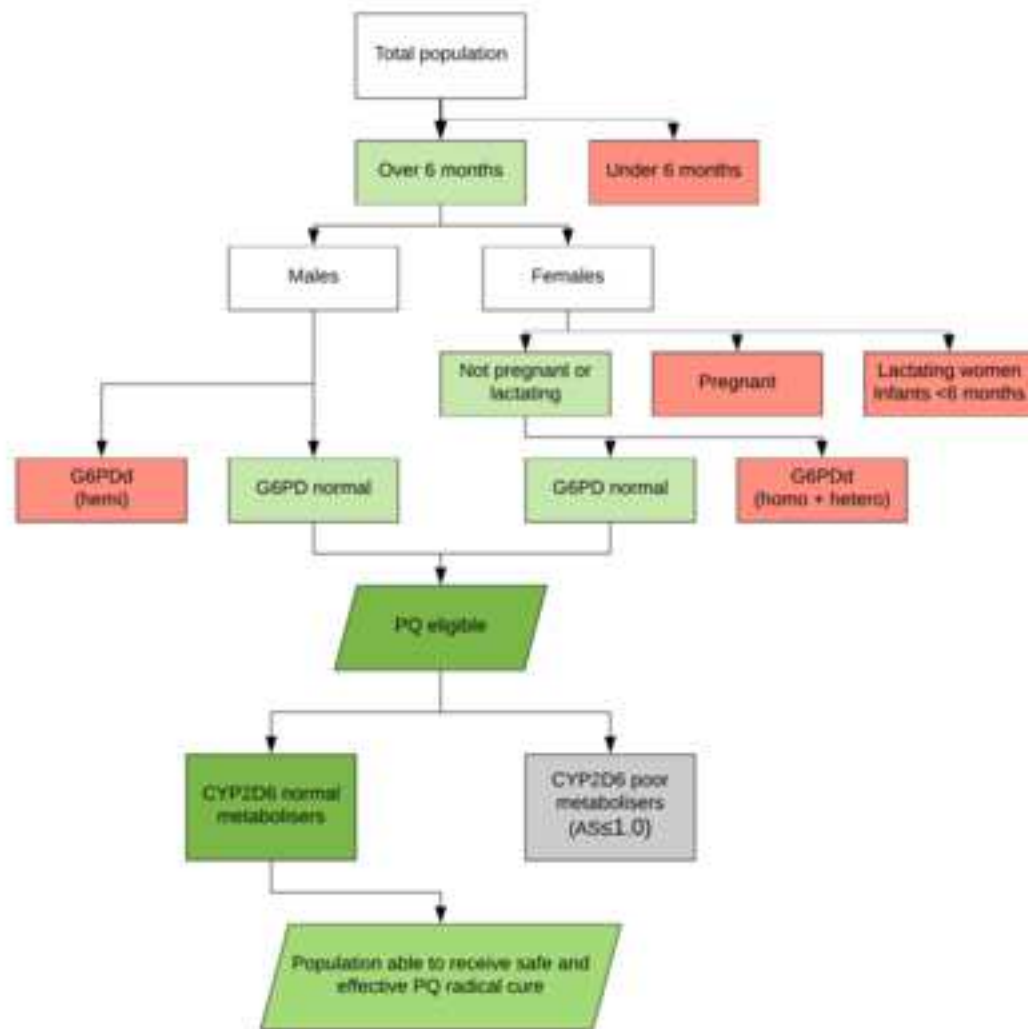 Total population
Over 6 months
Under 6 months
Males
Females
Not pregnant or
lactating
Pregnant
Lactating women
Infants <6 months
G6PDd
(hemi)
G6PD normal
G6PD normal
G6PDd
(homo + hetero)
PQ eligible
CYP2D6 normal
metabolisers
CYP2D6 poor
metabolisers
(AS≤1.0)
Population able to receive safe and
effective PQ radical cure